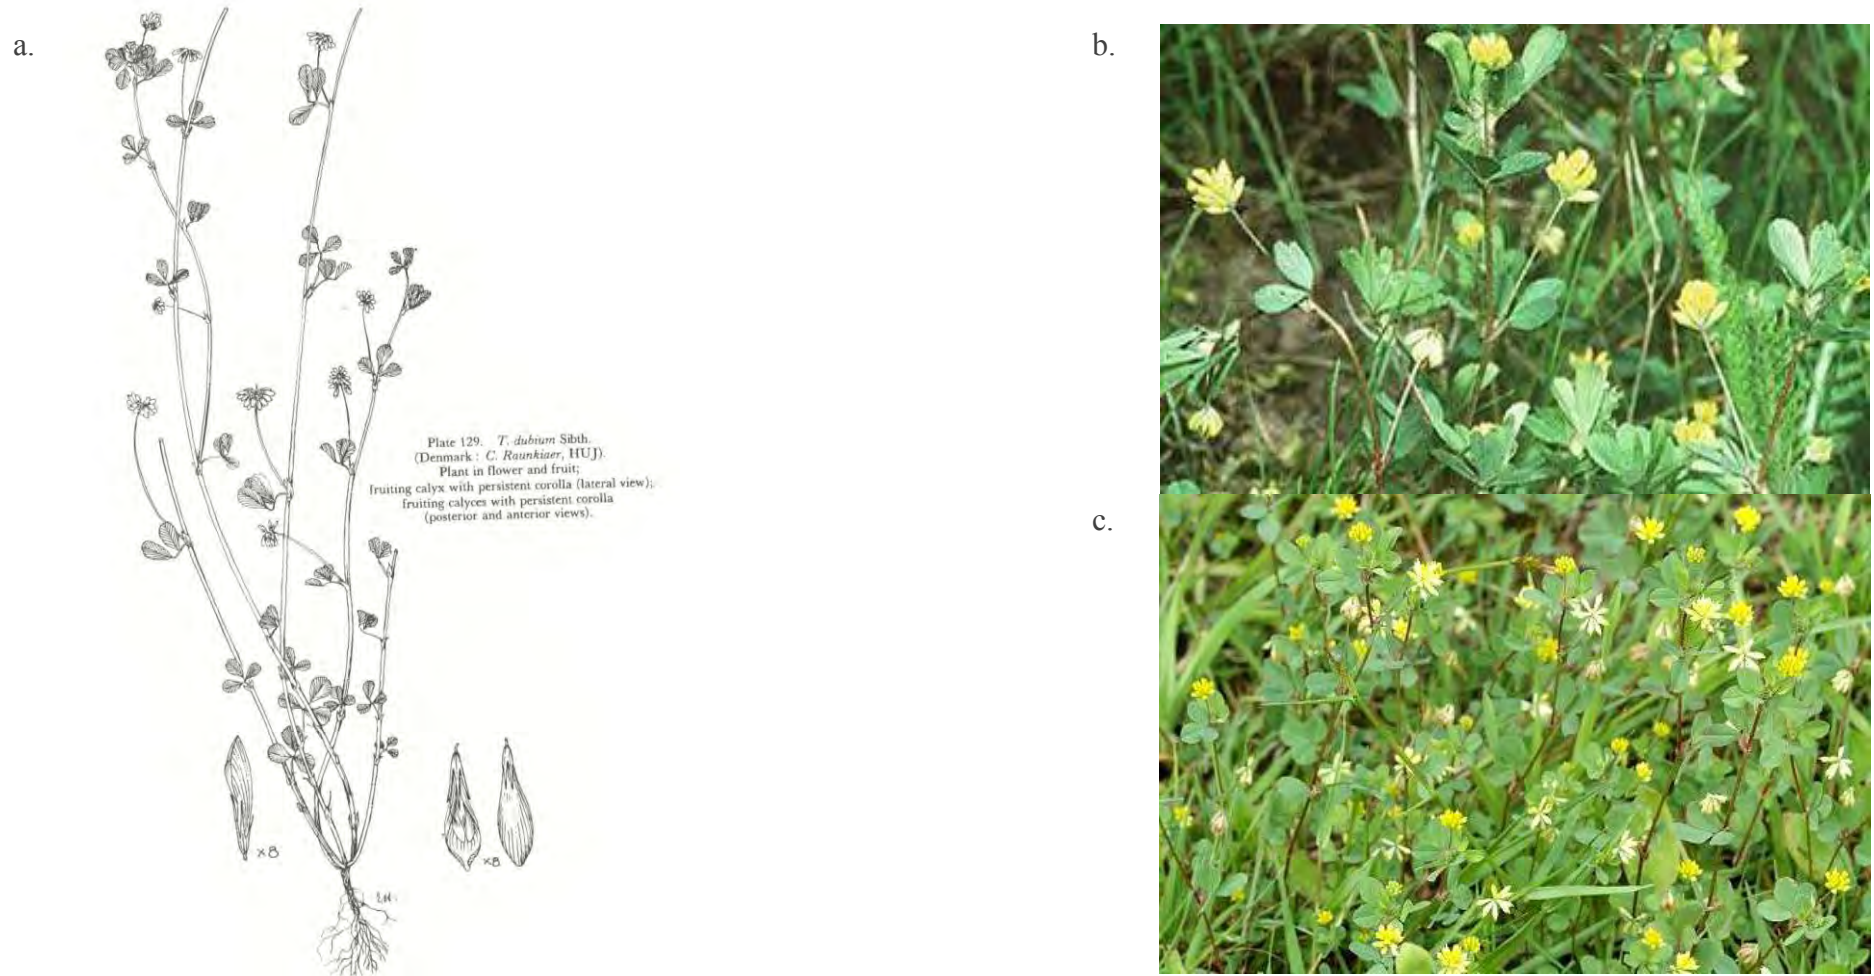 a.
Plate 129. T. dubium Sibth.
(Denmark: C. Raunkiaer, HUJ).
Plant in flower and fruit;
fruiting calyx with persistent corolla (lateral view);
fruiting calyces with persistent corolla
(posterior and anterior views).
×8
×8
b.
c.